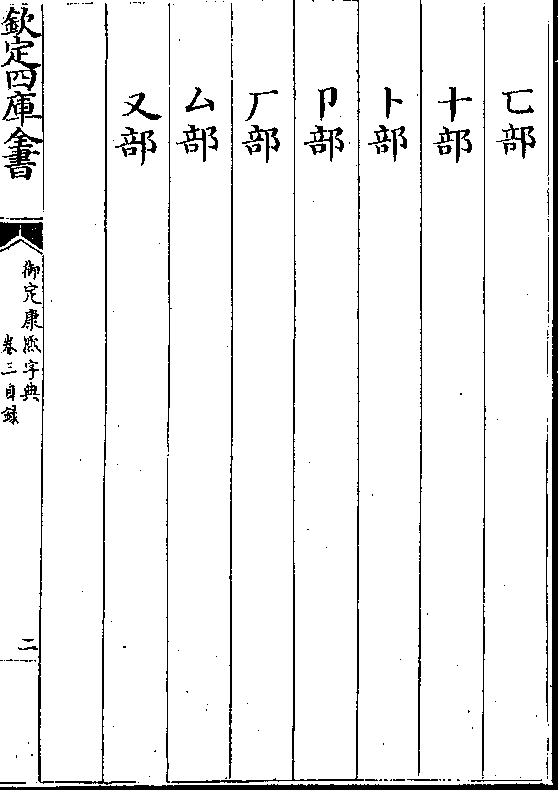 匸部
十部
卜部
卩部
厂部
厶部
又部
欽定四庫全書
御定康熙字典
卷三目録
二